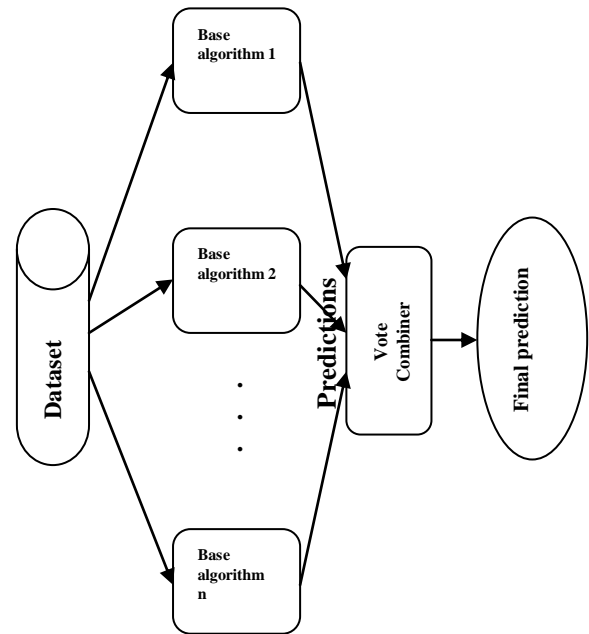 Base
algorithm 1
Base
algorithm 2
Base
algorithm
n
Dataset
Predictions
Vote
Combiner
Final prediction